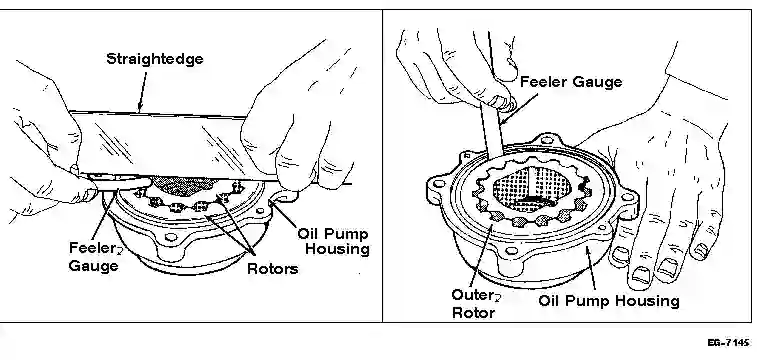 Straightedge
Feeler
Gauge
Rotors
Oil Pump
Housing
Feeler Gauge
Outer
Rotor
Oil Pump Housing
EG-7145